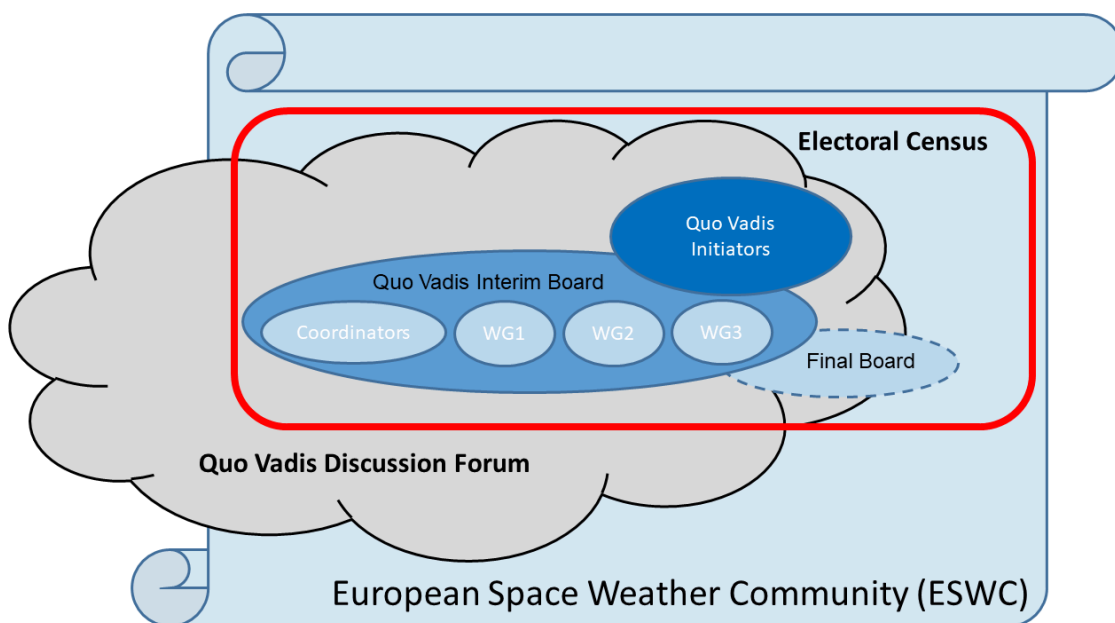 Electoral Census
Quo Vadis
Initiators
Quo Vadis Interim Board
Coordinators
WG1
WG2
WG3
Final Board
Quo Vadis Discussion Forum
European Space Weather Community (ESWC)